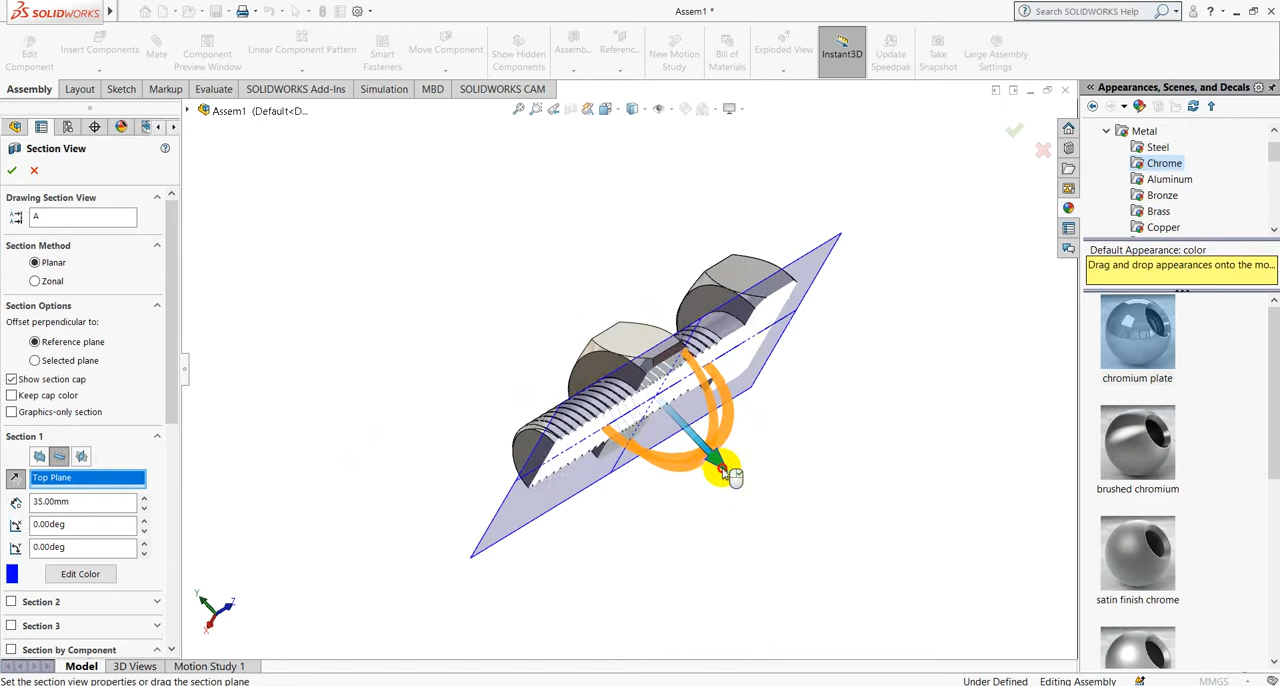 SOLIDWORKS
Assem1 *
Search SOLIDWORKS Help
Edit Component
Insert Components
Mate
Component Preview Window
Linear Component Pattern
Smart Fasteners
Move Component
Show Hidden Components
Assemb...
Referenc...
New Motion Study
Bill of Materials
Exploded View
Instant3D
Update Speedpak
Take Snapshot
Large Assembly Settings
Assembly
Layout
Sketch
Markup
Evaluate
SOLIDWORKS Add-Ins
MBD
Simulation
SOLIDWORKS CAM
Appearances, Scenes, and Decals
Assem1 (Default<D...
Section View
Drawing Section View
A
Section Method
Planar
Zonal
Section Options
Offset perpendicular to:
Reference plane
Selected plane
Show section cap
Keep cap color
Graphics-only section
Section 1
Top Plane
35.00mm
0.00deg
0.00deg
Edit Color
Section 2
Section 3
Section by Component
Y
Z
X
Metal
Steel
Chrome
Aluminum
Bronze
Brass
Copper
Default Appearance: color
Drag and drop appearances onto the mo...
chromium plate
brushed chromium
satin finish chrome
Model
3D Views
Motion Study 1
Set the section view properties or drag the section plane
Under Defined
Editing Assembly
MMGS